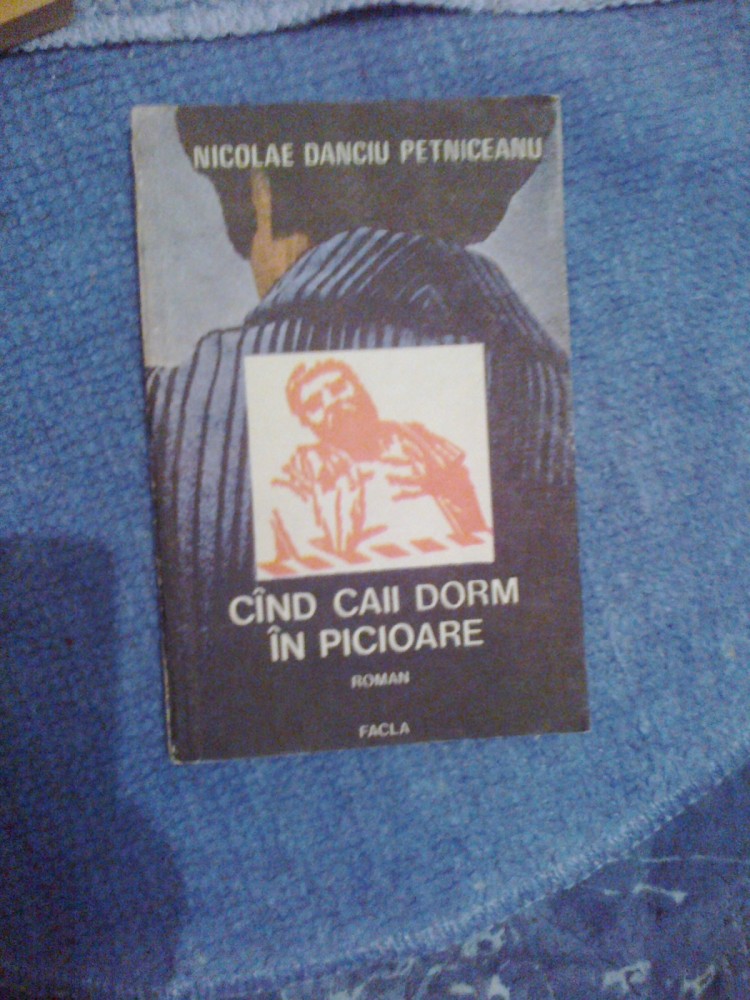 NICOLAE DANCIU PETNICEANU
CÎND CAII DORM
ÎN PICIOARE
ROMAN
FACLA